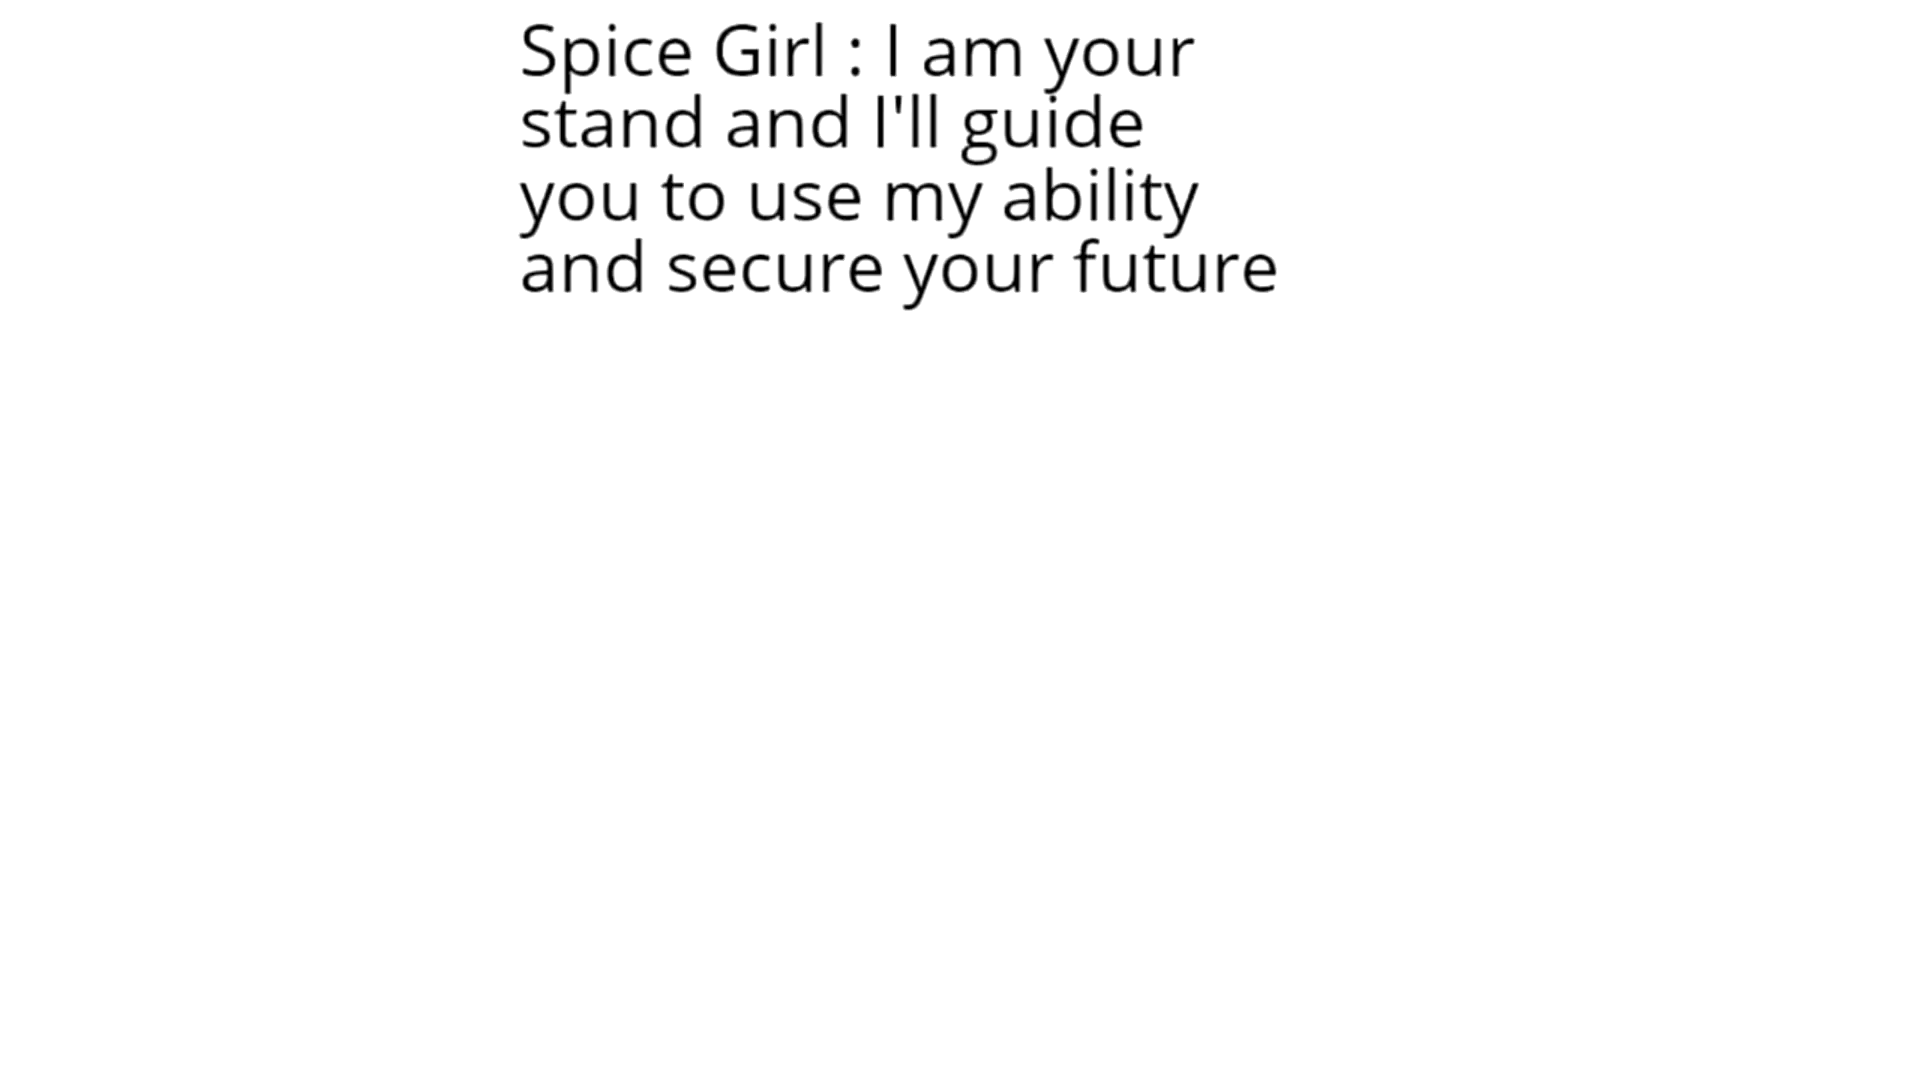 Spice Girl : I am your
stand and I'll guide
you to use my ability
and secure your future